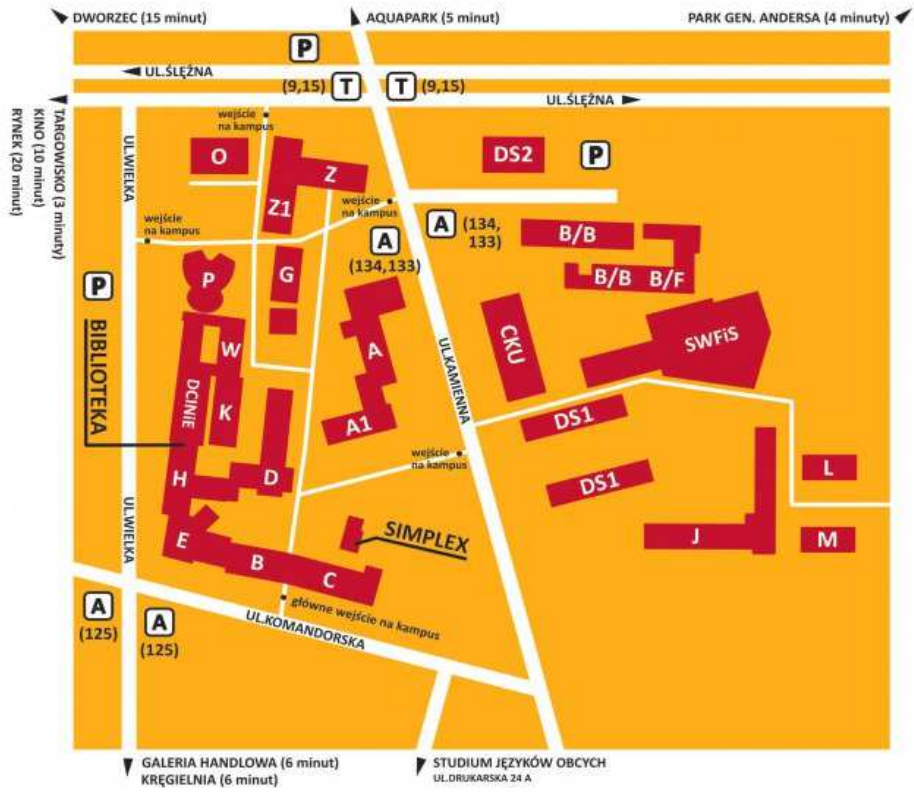 DWORZEC (15 minut)
AQUAPARK (5 minut)
PARK GEN. ANDERSA (4 minuty)
P
UL.ŚLĘŻNA
(9,15) T
T (9,15)
UL.ŚLĘŻNA
TARGOWISKO (3 minuty)
KINO (10 minut)
RYNEK (20 minut)
UL.WIELKA
wejście
na kampus
O
Z
Z1
DS2
P
wejście
na kampus
wejście
na kampus
A
(134,133)
A
(134,
133)
B/B
B/B
B/F
P
BIBLIOTEKA
P
G
W
DCINIE
K
A
A1
CKU
SWFiS
UL.KAMIENNA
DS1
DS1
wejście
na kampus
H
D
L
J
M
UL.WIELKA
E
B
C
SIMPLEX
główne wejście na kampus
UL.KOMANDORSKA
A
(125)
A
(125)
GALERIA HANDLOWA (6 minut)
KRĘGIELNIA (6 minut)
STUDIUM JĘZYKÓW OBCYCH
UL.DRUKARSKA 24 A